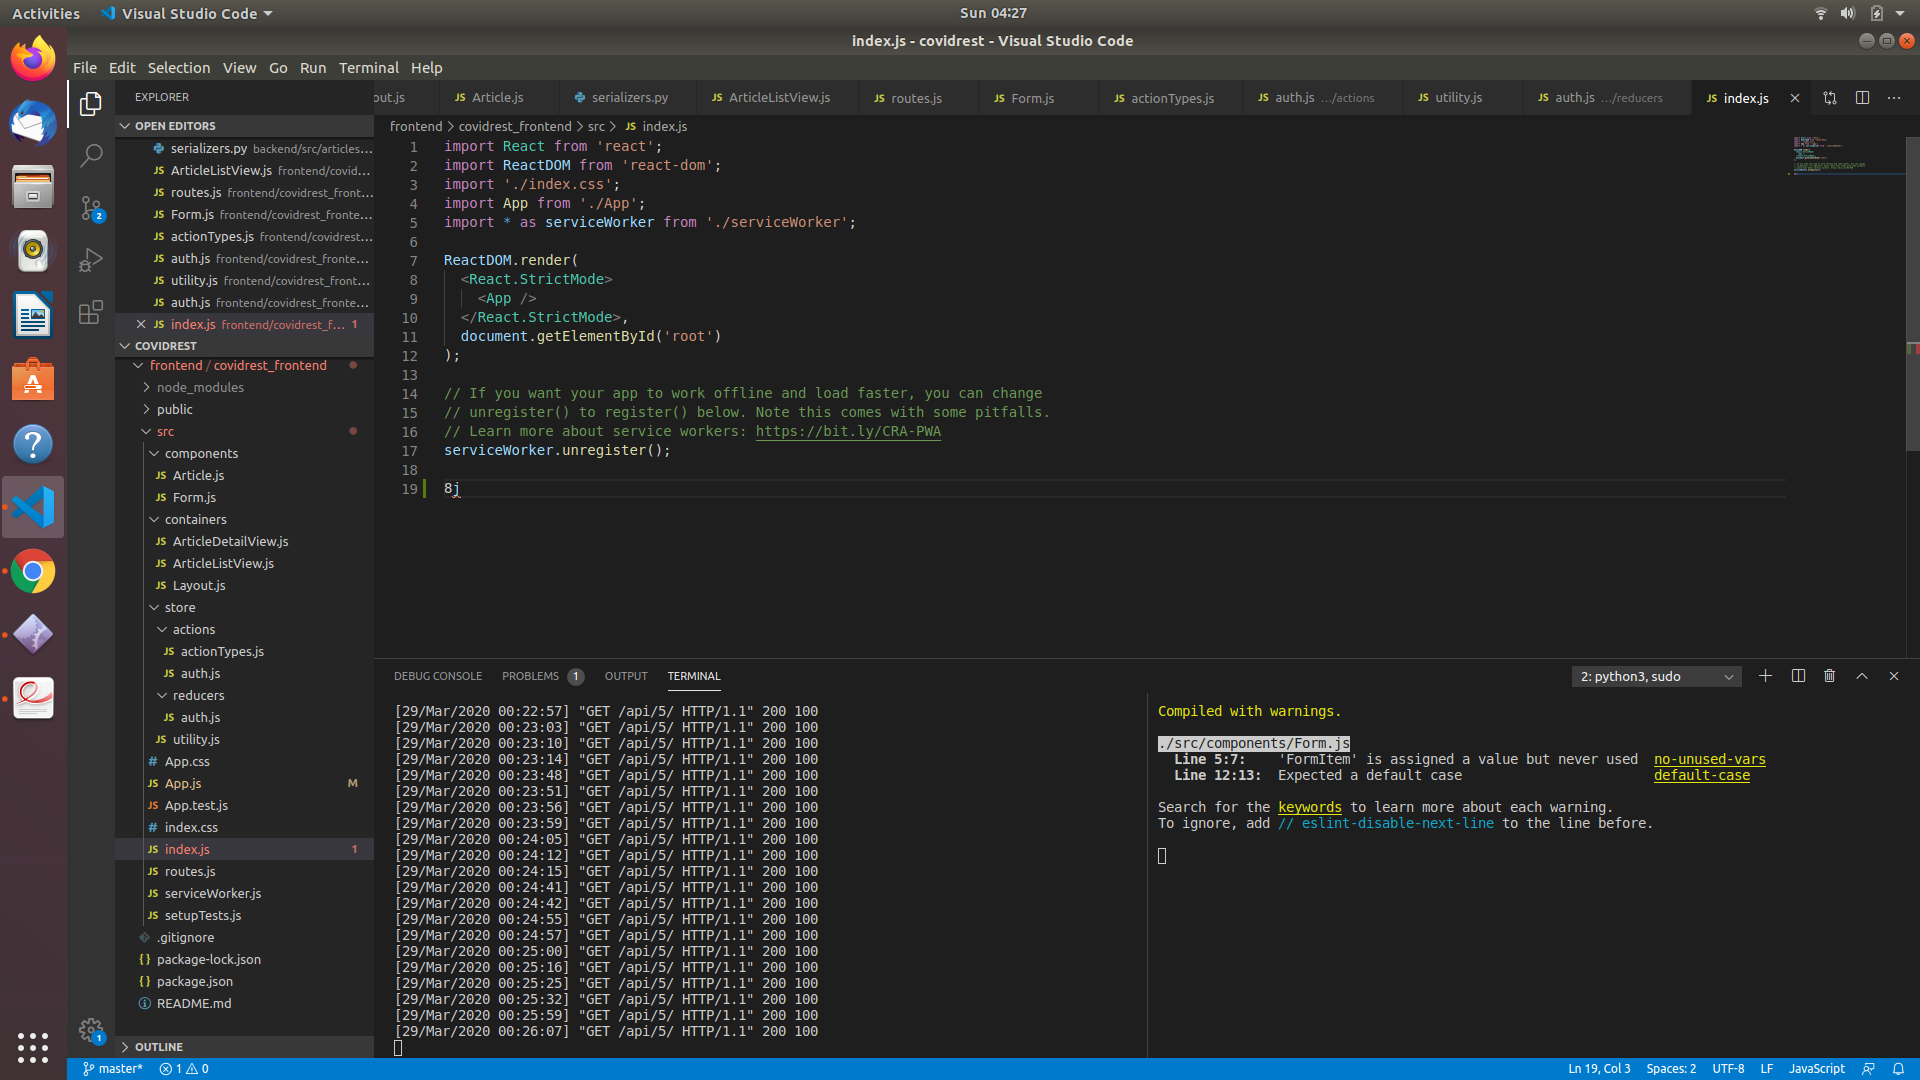 Activities
Visual Studio Code
Sun 04:27
index.js - covidrest - Visual Studio Code
File Edit Selection View Go Run Terminal Help
EXPLORER
out.js
JS Article.js
serializers.py
JS ArticleListView.js
JS routes.js
JS Form.js
JS actionTypes.js
JS auth.js .../actions
JS utility.js
JS auth.js .../reducers
JS index.js
OPEN EDITORS
serializers.py backend/src/articles...
JS ArticleListView.js frontend/covid...
JS routes.js frontend/covidrest_front...
JS Form.js frontend/covidrest_fronte...
JS actionTypes.js frontend/covidrest...
JS auth.js frontend/covidrest_fronte...
JS utility.js frontend/covidrest_front...
JS auth.js frontend/covidrest_fronte...
JS index.js frontend/covidrest_f... 1
2
COVIDREST
frontend / covidrest_frontend
node_modules
public
src
components
JS Article.js
JS Form.js
containers
JS ArticleDetailView.js
JS ArticleListView.js
JS Layout.js
store
actions
JS actionTypes.js
JS auth.js
reducers
JS auth.js
JS utility.js
# App.css
JS App.js M
JS App.test.js
# index.css
JS index.js 1
JS routes.js
JS serviceWorker.js
JS setupTests.js
.gitignore
{} package-lock.json
{} package.json
README.md
OUTLINE
1
frontend > covidrest_frontend > src > JS index.js
1 import React from 'react';
2 import ReactDOM from 'react-dom';
3 import './index.css';
4 import App from './App';
5 import * as serviceWorker from './serviceWorker';
6
7 ReactDOM.render(
8 <React.StrictMode>
9 <App />
10 </React.StrictMode>,
11 document.getElementById('root')
12 );
13
14 // If you want your app to work offline and load faster, you can change
15 // unregister() to register() below. Note this comes with some pitfalls.
16 // Learn more about service workers: https://bit.ly/CRA-PWA
17 serviceWorker.unregister();
18
19 8j
DEBUG CONSOLE PROBLEMS 1 OUTPUT TERMINAL
2: python3, sudo
[29/Mar/2020 00:22:57] "GET /api/5/ HTTP/1.1" 200 100
[29/Mar/2020 00:23:03] "GET /api/5/ HTTP/1.1" 200 100
[29/Mar/2020 00:23:10] "GET /api/5/ HTTP/1.1" 200 100
[29/Mar/2020 00:23:14] "GET /api/5/ HTTP/1.1" 200 100
[29/Mar/2020 00:23:48] "GET /api/5/ HTTP/1.1" 200 100
[29/Mar/2020 00:23:51] "GET /api/5/ HTTP/1.1" 200 100
[29/Mar/2020 00:23:56] "GET /api/5/ HTTP/1.1" 200 100
[29/Mar/2020 00:23:59] "GET /api/5/ HTTP/1.1" 200 100
[29/Mar/2020 00:24:05] "GET /api/5/ HTTP/1.1" 200 100
[29/Mar/2020 00:24:12] "GET /api/5/ HTTP/1.1" 200 100
[29/Mar/2020 00:24:15] "GET /api/5/ HTTP/1.1" 200 100
[29/Mar/2020 00:24:41] "GET /api/5/ HTTP/1.1" 200 100
[29/Mar/2020 00:24:42] "GET /api/5/ HTTP/1.1" 200 100
[29/Mar/2020 00:24:55] "GET /api/5/ HTTP/1.1" 200 100
[29/Mar/2020 00:24:57] "GET /api/5/ HTTP/1.1" 200 100
[29/Mar/2020 00:25:00] "GET /api/5/ HTTP/1.1" 200 100
[29/Mar/2020 00:25:16] "GET /api/5/ HTTP/1.1" 200 100
[29/Mar/2020 00:25:25] "GET /api/5/ HTTP/1.1" 200 100
[29/Mar/2020 00:25:32] "GET /api/5/ HTTP/1.1" 200 100
[29/Mar/2020 00:25:59] "GET /api/5/ HTTP/1.1" 200 100
[29/Mar/2020 00:26:07] "GET /api/5/ HTTP/1.1" 200 100
Compiled with warnings.
./src/components/Form.js
Line 5:7: 'FormItem' is assigned a value but never used no-unused-vars
Line 12:13: Expected a default case default-case
Search for the keywords to learn more about each warning.
To ignore, add // eslint-disable-next-line to the line before.
master* 1 0
Ln 19, Col 3 Spaces: 2 UTF-8 LF JavaScript